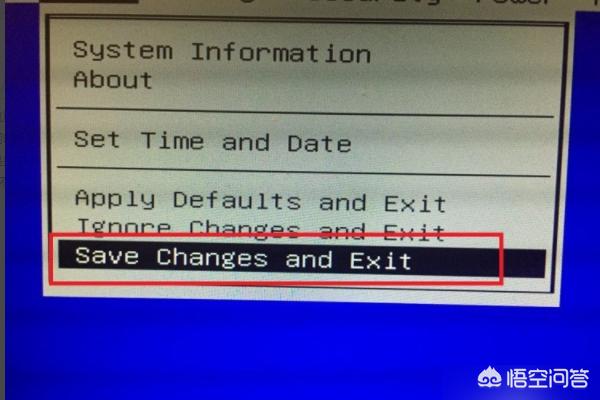 System Information
About
Set Time and Date
Apply Defaults and Exit
Ignore Changes and Exit
Save Changes and Exit
悟空问答